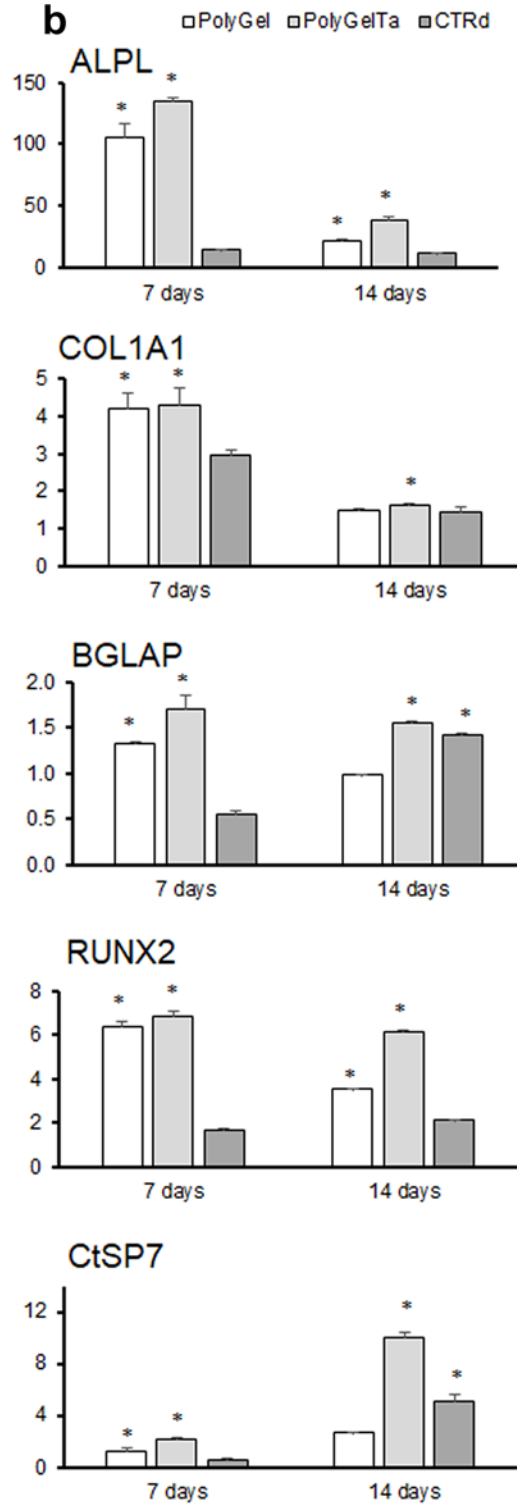 b
PolyGel PolyGelTa CTRd
ALPL
* * * *
150
100
50
0
7 days 14 days
COL1A1
* * *
5
4
3
2
1
0
7 days 14 days
BGLAP
* * * *
2.0
1.5
1.0
0.5
0.0
7 days 14 days
RUNX2
* * * *
8
6
4
2
0
7 days 14 days
CtSP7
* * * *
12
8
4
0
7 days 14 days